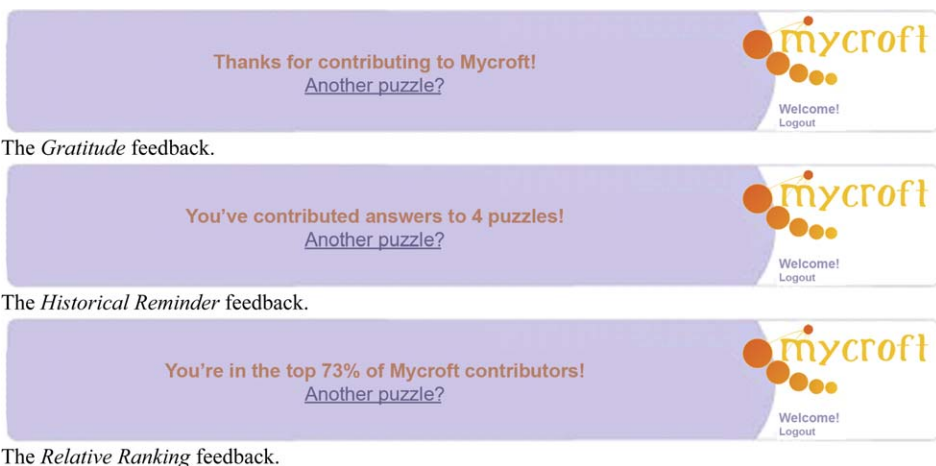 Thanks for contributing to Mycroft!
Another puzzle?
mycroft
Welcome!
Logout
The Gratitude feedback.
You’ve contributed answers to 4 puzzles!
Another puzzle?
mycroft
Welcome!
Logout
The Historical Reminder feedback.
You’re in the top 73% of Mycroft contributors!
Another puzzle?
mycroft
Welcome!
Logout
The Relative Ranking feedback.